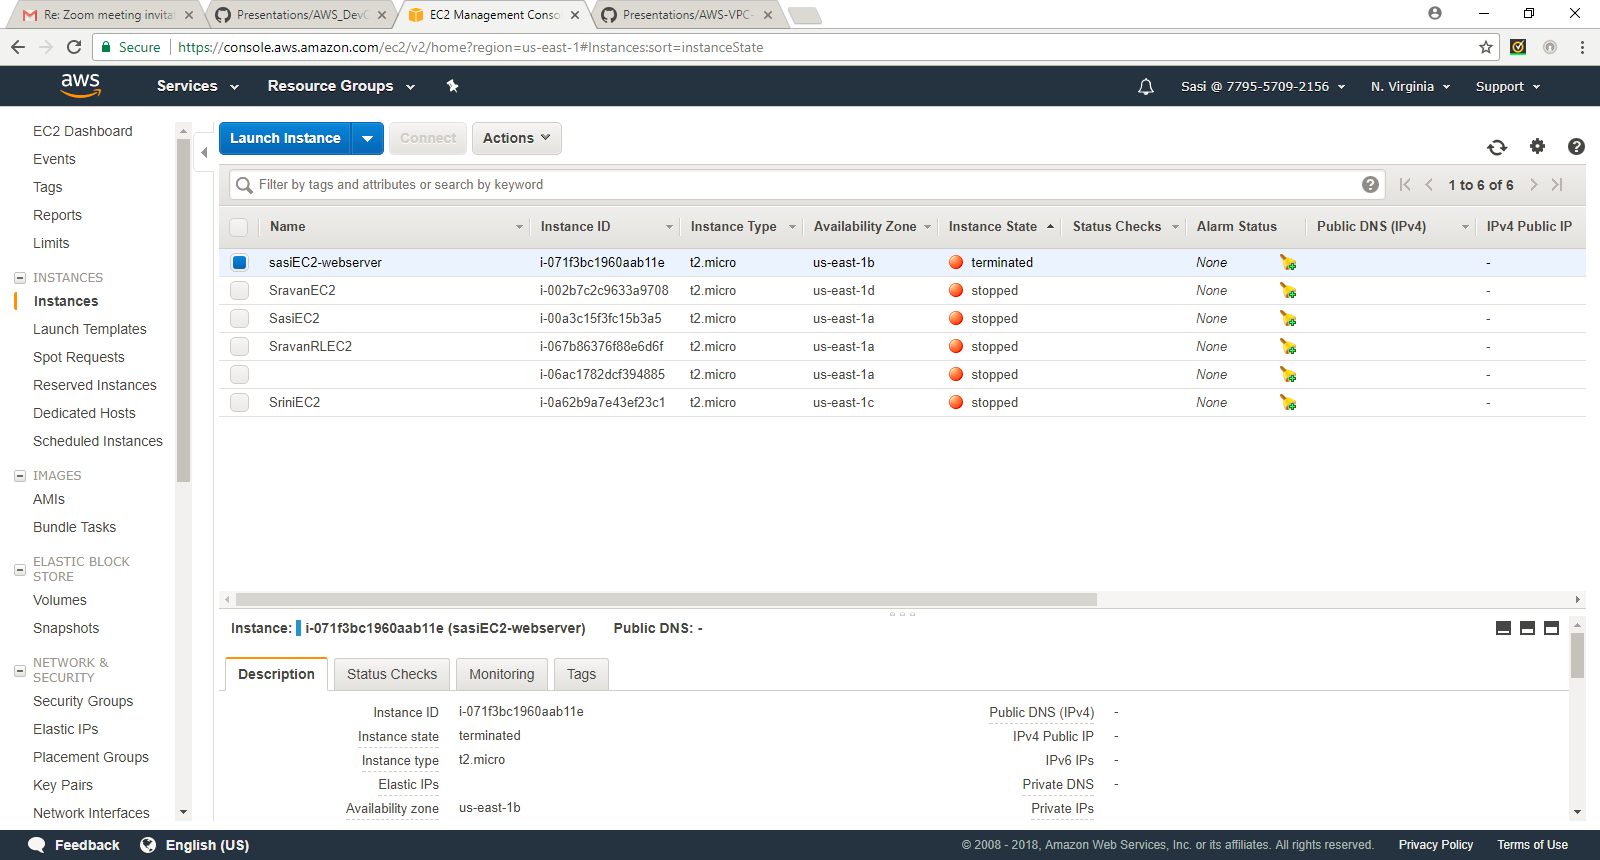 Re: Zoom meeting invitat
Presentations/AWS_DevO
EC2 Management Conso
Presentations/AWS-VPC-
Secure
https://console.aws.amazon.com/ec2/v2/home?region=us-east-1#Instances:sort=instanceState
aws Services Resource Groups Sasi @ 7795-5709-2156 N. Virginia Support
EC2 Dashboard
Events
Tags
Reports
Limits
INSTANCES
Instances
Launch Templates
Spot Requests
Reserved Instances
Dedicated Hosts
Scheduled Instances
IMAGES
AMIs
Bundle Tasks
ELASTIC BLOCK
STORE
Volumes
Snapshots
NETWORK &
SECURITY
Security Groups
Elastic IPs
Placement Groups
Key Pairs
Network Interfaces
Launch Instance Connect Actions
Filter by tags and attributes or search by keyword 1 to 6 of 6
Name Instance ID Instance Type Availability Zone Instance State Status Checks Alarm Status Public DNS (IPv4) IPv4 Public IP
sasiEC2-webserver i-071f3bc1960aab11e t2.micro us-east-1b terminated None -
SravanEC2 i-002b7c2c9633a9708 t2.micro us-east-1d stopped None -
SasiEC2 i-00a3c15f3fc15b3a5 t2.micro us-east-1a stopped None -
SravanRLEC2 i-067b86376f88e6d6f t2.micro us-east-1a stopped None -
i-06ac1782dcf394885 t2.micro us-east-1a stopped None -
SriniEC2 i-0a62b9a7e43ef23c1 t2.micro us-east-1c stopped None -
Instance: i-071f3bc1960aab11e (sasiEC2-webserver) Public DNS: -
Description Status Checks Monitoring Tags
Instance ID i-071f3bc1960aab11e Public DNS (IPv4) -
Instance state terminated IPv4 Public IP -
Instance type t2.micro IPv6 IPs -
Elastic IPs Private DNS -
Availability zone us-east-1b Private IPs
Feedback English (US) © 2008 - 2018, Amazon Web Services, Inc. or its affiliates. All rights reserved. Privacy Policy Terms of Use